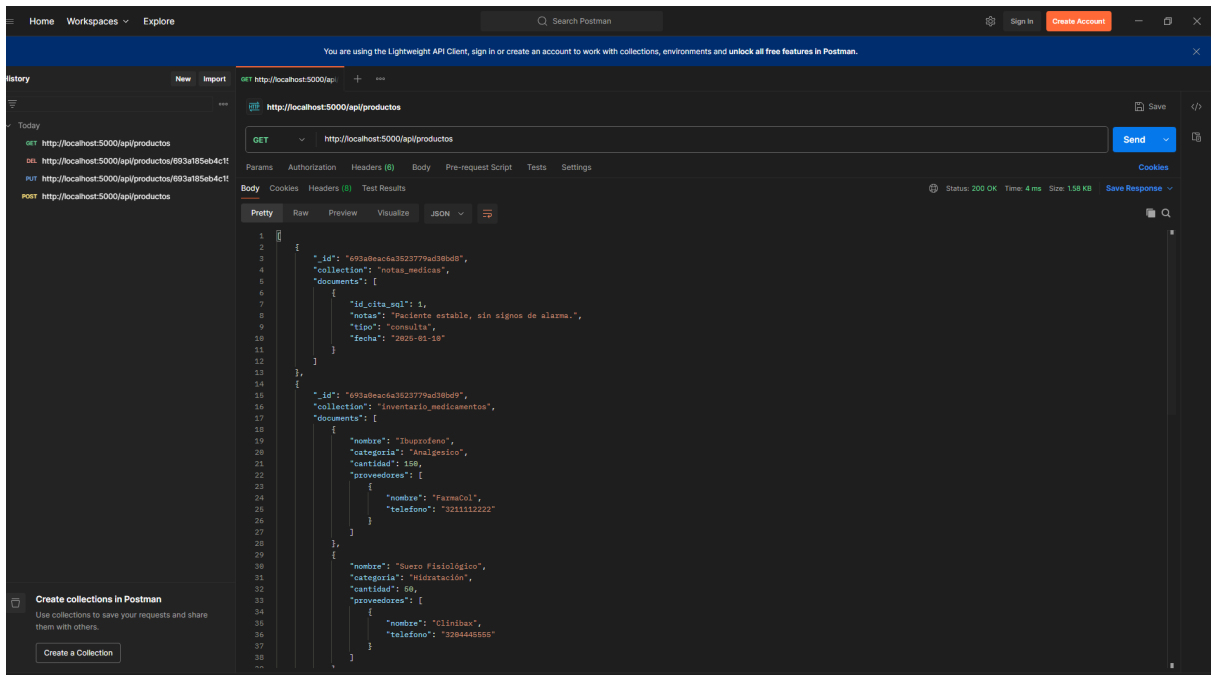 Home Workspaces Explore Search Postman Sign In Create Account
You are using the Lightweight API Client, sign in or create an account to work with collections, environments and unlock all free features in Postman.
History New Import GET http://localhost:5000/api
http://localhost:5000/api/productos Save
Today
GET http://localhost:5000/api/productos
DEL http://localhost:5000/api/productos/693a185eb4c15
PUT http://localhost:5000/api/productos/693a185eb4c15
POST http://localhost:5000/api/productos
GET http://localhost:5000/api/productos Send
Params Authorization Headers (6) Body Pre-request Script Tests Settings Cookies
Body Cookies Headers (8) Test Results Status: 200 OK Time: 4 ms Size: 1.58 KB Save Response
Pretty Raw Preview Visualize JSON
1 [
2 {
3 "_id": "693a0eac6a3523779ad30bd8",
4 "collection": "notas_medicas",
5 "documents": [
6 {
7 "id_cita_sql": 1,
8 "notas": "Paciente estable, sin signos de alarma.",
9 "tipo": "consulta",
10 "fecha": "2025-01-10"
11 }
12 ]
13 },
14 {
15 "_id": "693a0eac6a3523779ad30bd9",
16 "collection": "inventario_medicamentos",
17 "documents": [
18 {
19 "nombre": "Ibuprofeno",
20 "categoria": "Analgesico",
21 "cantidad": 150,
22 "proveedores": [
23 {
24 "nombre": "FarmaCol",
25 "telefono": "3211112222"
26 }
27 ]
28 },
29 {
30 "nombre": "Suero Fisiológico",
31 "categoria": "Hidratación",
32 "cantidad": 60,
33 "proveedores": [
34 {
35 "nombre": "Clinibax",
36 "telefono": "3204445555"
37 }
38 ]
Create collections in Postman
Use collections to save your requests and share
them with others.
Create a Collection